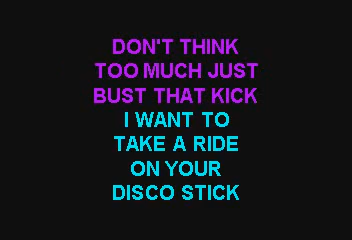 DON'T THINK
TOO MUCH JUST
BUST THAT KICK
I WANT TO
TAKE A RIDE
ON YOUR
DISCO STICK